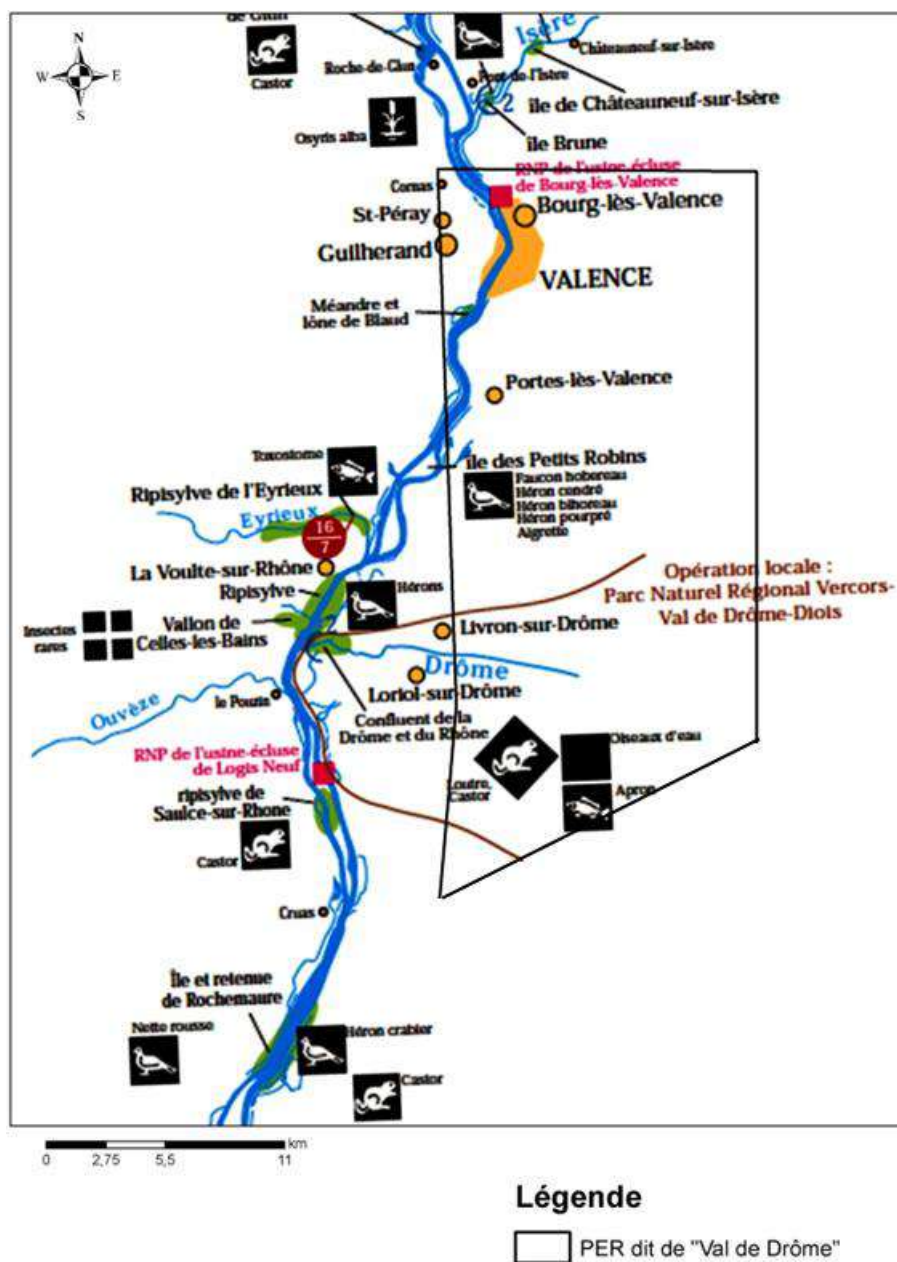 de Glun
Isère
Châteauneuf-sur-Isère
N
W
E
S
Castor
Roche-de-Glun
Pont-de-l'Isère
île de Châteauneuf-sur-Isère
2
Osyris alba
île Brune
RNP de l'usine-écluse
de Bourg-lès-Valence
Cornas
St-Péray
Bourg-lès-Valence
Guilherand
VALENCE
Méandre et
lône de Blaud
Portes-lès-Valence
Toxostome
île des Petits Robins
Ripisylve de l'Eyrieux
Faucon hobereau
Héron cendré
Héron bihoreau
Héron pourpré
Aigrette
Eyrieux
16
7
La Voulte-sur-Rhône
Ripisylve
Hérons
Opération locale :
Parc Naturel Régional Vercors-
Val de Drôme-Diois
Insectes
rares
Vallon de
Celles-les-Bains
Livron-sur-Drôme
Drôme
Ouvèze
le Pouzin
Loriol-sur-Drôme
Confluent de la
Drôme et du Rhône
RNP de l'usine-écluse
de Logis Neuf
Oiseaux d'eau
Loutre,
Castor
Apron
ripisylve de
Saulce-sur-Rhone
Castor
Cruas
Île et retenue
de Rochemaure
Nette rousse
Héron crabier
Castor
km
0
2,75
5,5
11
Légende
PER dit de "Val de Drôme"